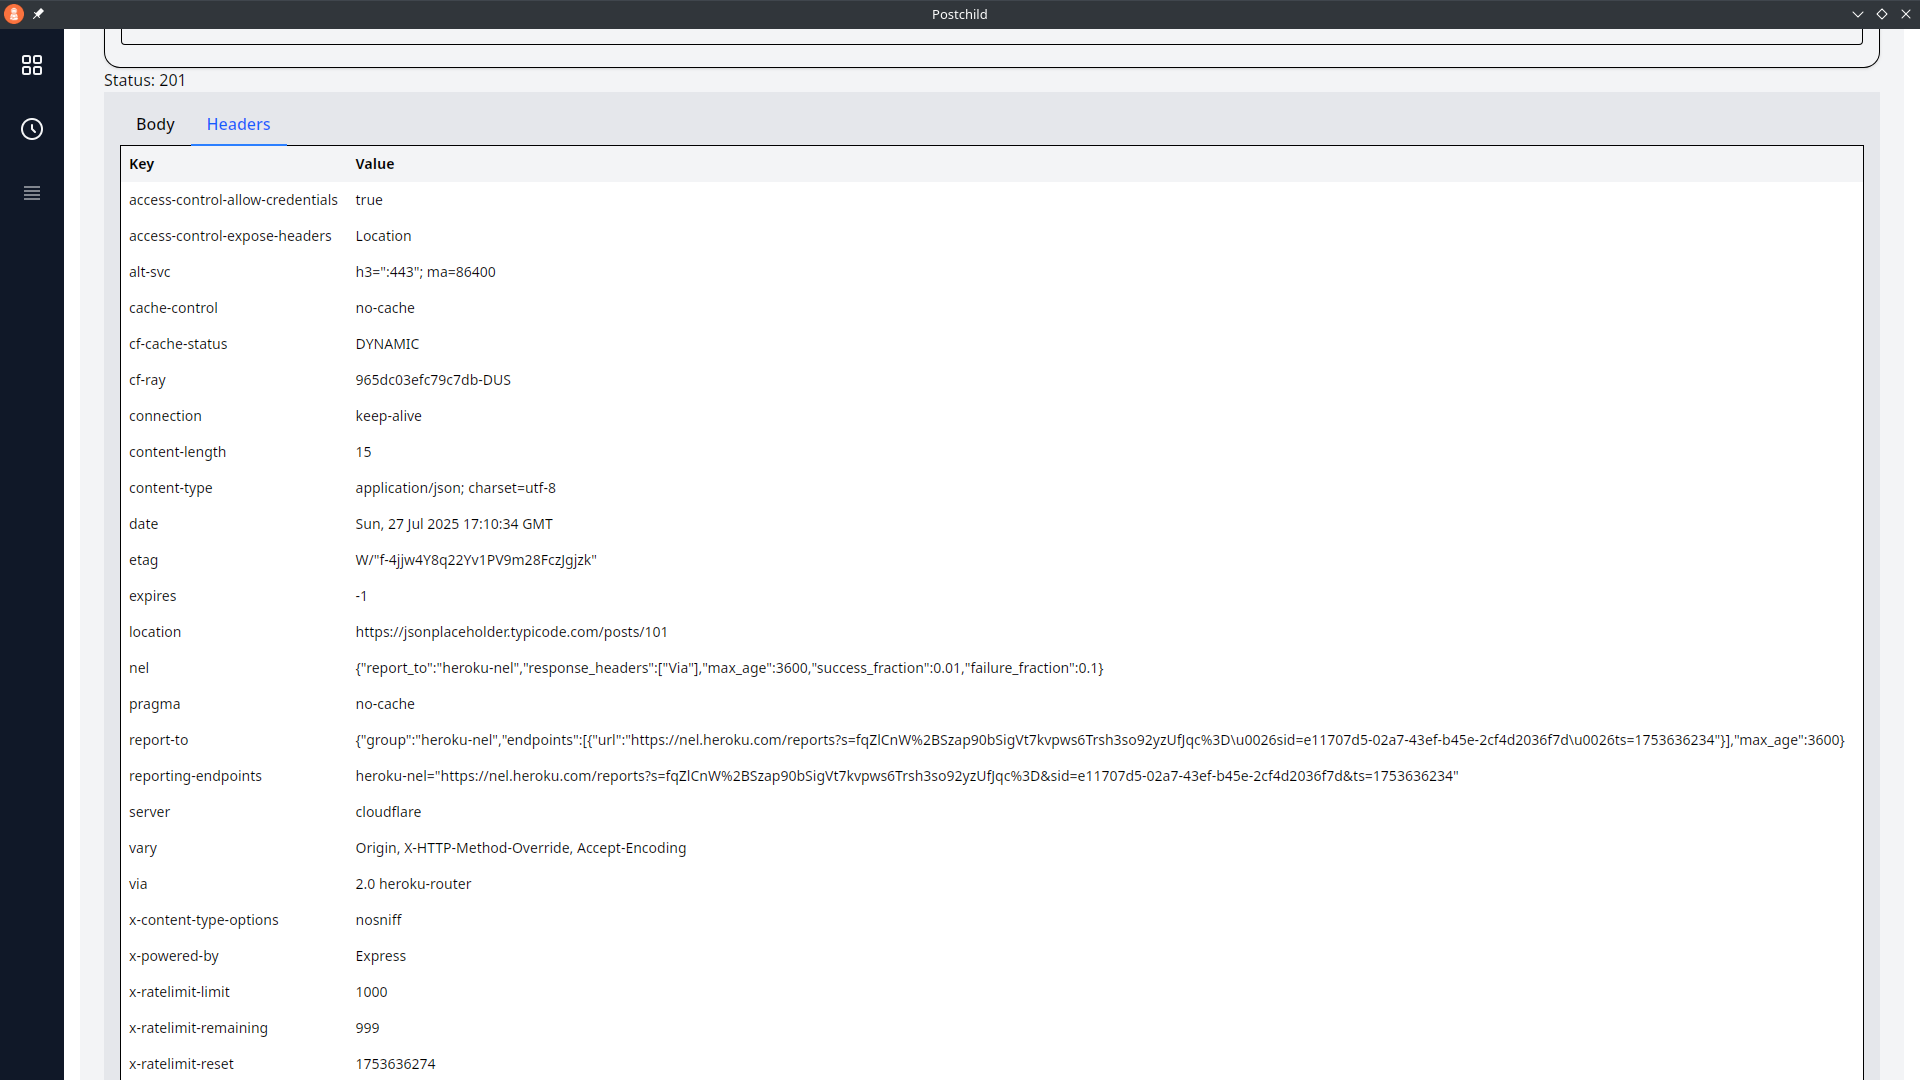 Postchild
Status: 201
Body Headers
Key Value
access-control-allow-credentials true
access-control-expose-headers Location
alt-svc h3=":443"; ma=86400
cache-control no-cache
cf-cache-status DYNAMIC
cf-ray 965dc03efc79c7db-DUS
connection keep-alive
content-length 15
content-type application/json; charset=utf-8
date Sun, 27 Jul 2025 17:10:34 GMT
etag W/"f-4jjw4Y8q22Yv1PV9m28FczJgjzk"
expires -1
location https://jsonplaceholder.typicode.com/posts/101
nel {"report_to":"heroku-nel","response_headers":["Via"],"max_age":3600,"success_fraction":0.01,"failure_fraction":0.1}
pragma no-cache
report-to {"group":"heroku-nel","endpoints":[{"url":"https://nel.heroku.com/reports?s=fqZlCnW%2BSzap90bSigVt7kvpws6Trsh3so92yzUfJqc%3D\u0026sid=e11707d5-02a7-43ef-b45e-2cf4d2036f7d\u0026ts=1753636234"}],"max_age":3600}
reporting-endpoints heroku-nel="https://nel.heroku.com/reports?s=fqZlCnW%2BSzap90bSigVt7kvpws6Trsh3so92yzUfJqc%3D&sid=e11707d5-02a7-43ef-b45e-2cf4d2036f7d&ts=1753636234"
server cloudflare
vary Origin, X-HTTP-Method-Override, Accept-Encoding
via 2.0 heroku-router
x-content-type-options nosniff
x-powered-by Express
x-ratelimit-limit 1000
x-ratelimit-remaining 999
x-ratelimit-reset 1753636274